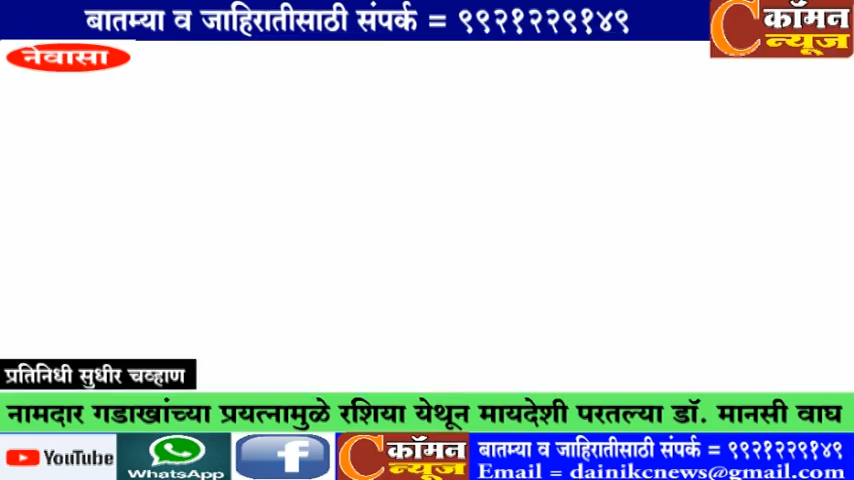 बातम्या व जाहिरातीसाठी संपर्क = ९९२१२२९१४९
कॉमन
न्यूज
नेवासा
प्रतिनिधी सुधीर चव्हाण
नामदार गडाखांच्या प्रयत्नामुळे रशिया येथून मायदेशी परतल्या डॉ. मानसी वाघ
YouTube
WhatsApp
f
कॉमन
न्यूज
बातम्या व जाहिरातीसाठी संपर्क = ९९२१२२९१४९
Email = dainikcnews@gmail.com